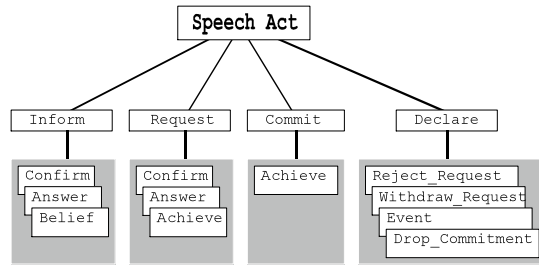 Speech Act
Inform
Request
Commit
Declare
Confirm
Answer
Belief
Confirm
Answer
Achieve
Achieve
Reject_Request
Withdraw_Request
Event
Drop_Commitment